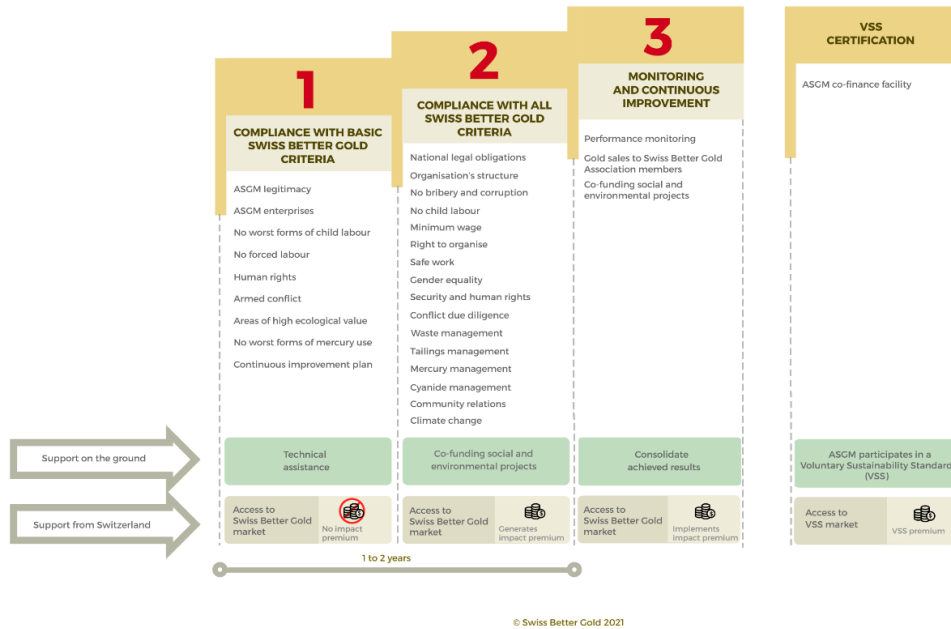 1
COMPLIANCE WITH BASIC
SWISS BETTER GOLD
CRITERIA
ASGM legitimacy
ASGM enterprises
No worst forms of child labour
No forced labour
Human rights
Armed conflict
Areas of high ecological value
No worst forms of mercury use
Continuous improvement plan
2
COMPLIANCE WITH ALL
SWISS BETTER GOLD
CRITERIA
National legal obligations
Organisation's structure
No bribery and corruption
No child labour
Minimum wage
Right to organise
Safe work
Gender equality
Security and human rights
Conflict due diligence
Waste management
Tailings management
Mercury management
Cyanide management
Community relations
Climate change
3
MONITORING
AND CONTINUOUS
IMPROVEMENT
Performance monitoring
Gold sales to Swiss Better Gold
Association members
Co-funding social and
environmental projects
VSS
CERTIFICATION
ASGM co-finance facility
Support on the ground
Technical
assistance
Co-funding social and
environmental projects
Consolidate
achieved results
ASGM participates in a
Voluntary Sustainability Standard
(VSS)
Support from Switzerland
Access to
Swiss Better Gold
market
No impact
premium
Access to
Swiss Better Gold
market
Generates
impact premium
Access to
Swiss Better Gold
market
Implements
impact premium
Access to
VSS market
VSS premium
1 to 2 years
© Swiss Better Gold 2021